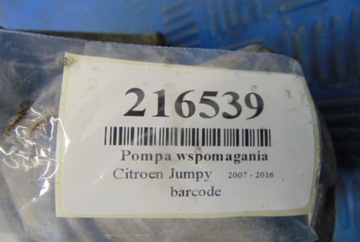 216539
Pompa wspomagania
Citroen Jumpy 2007 - 2016
barcode